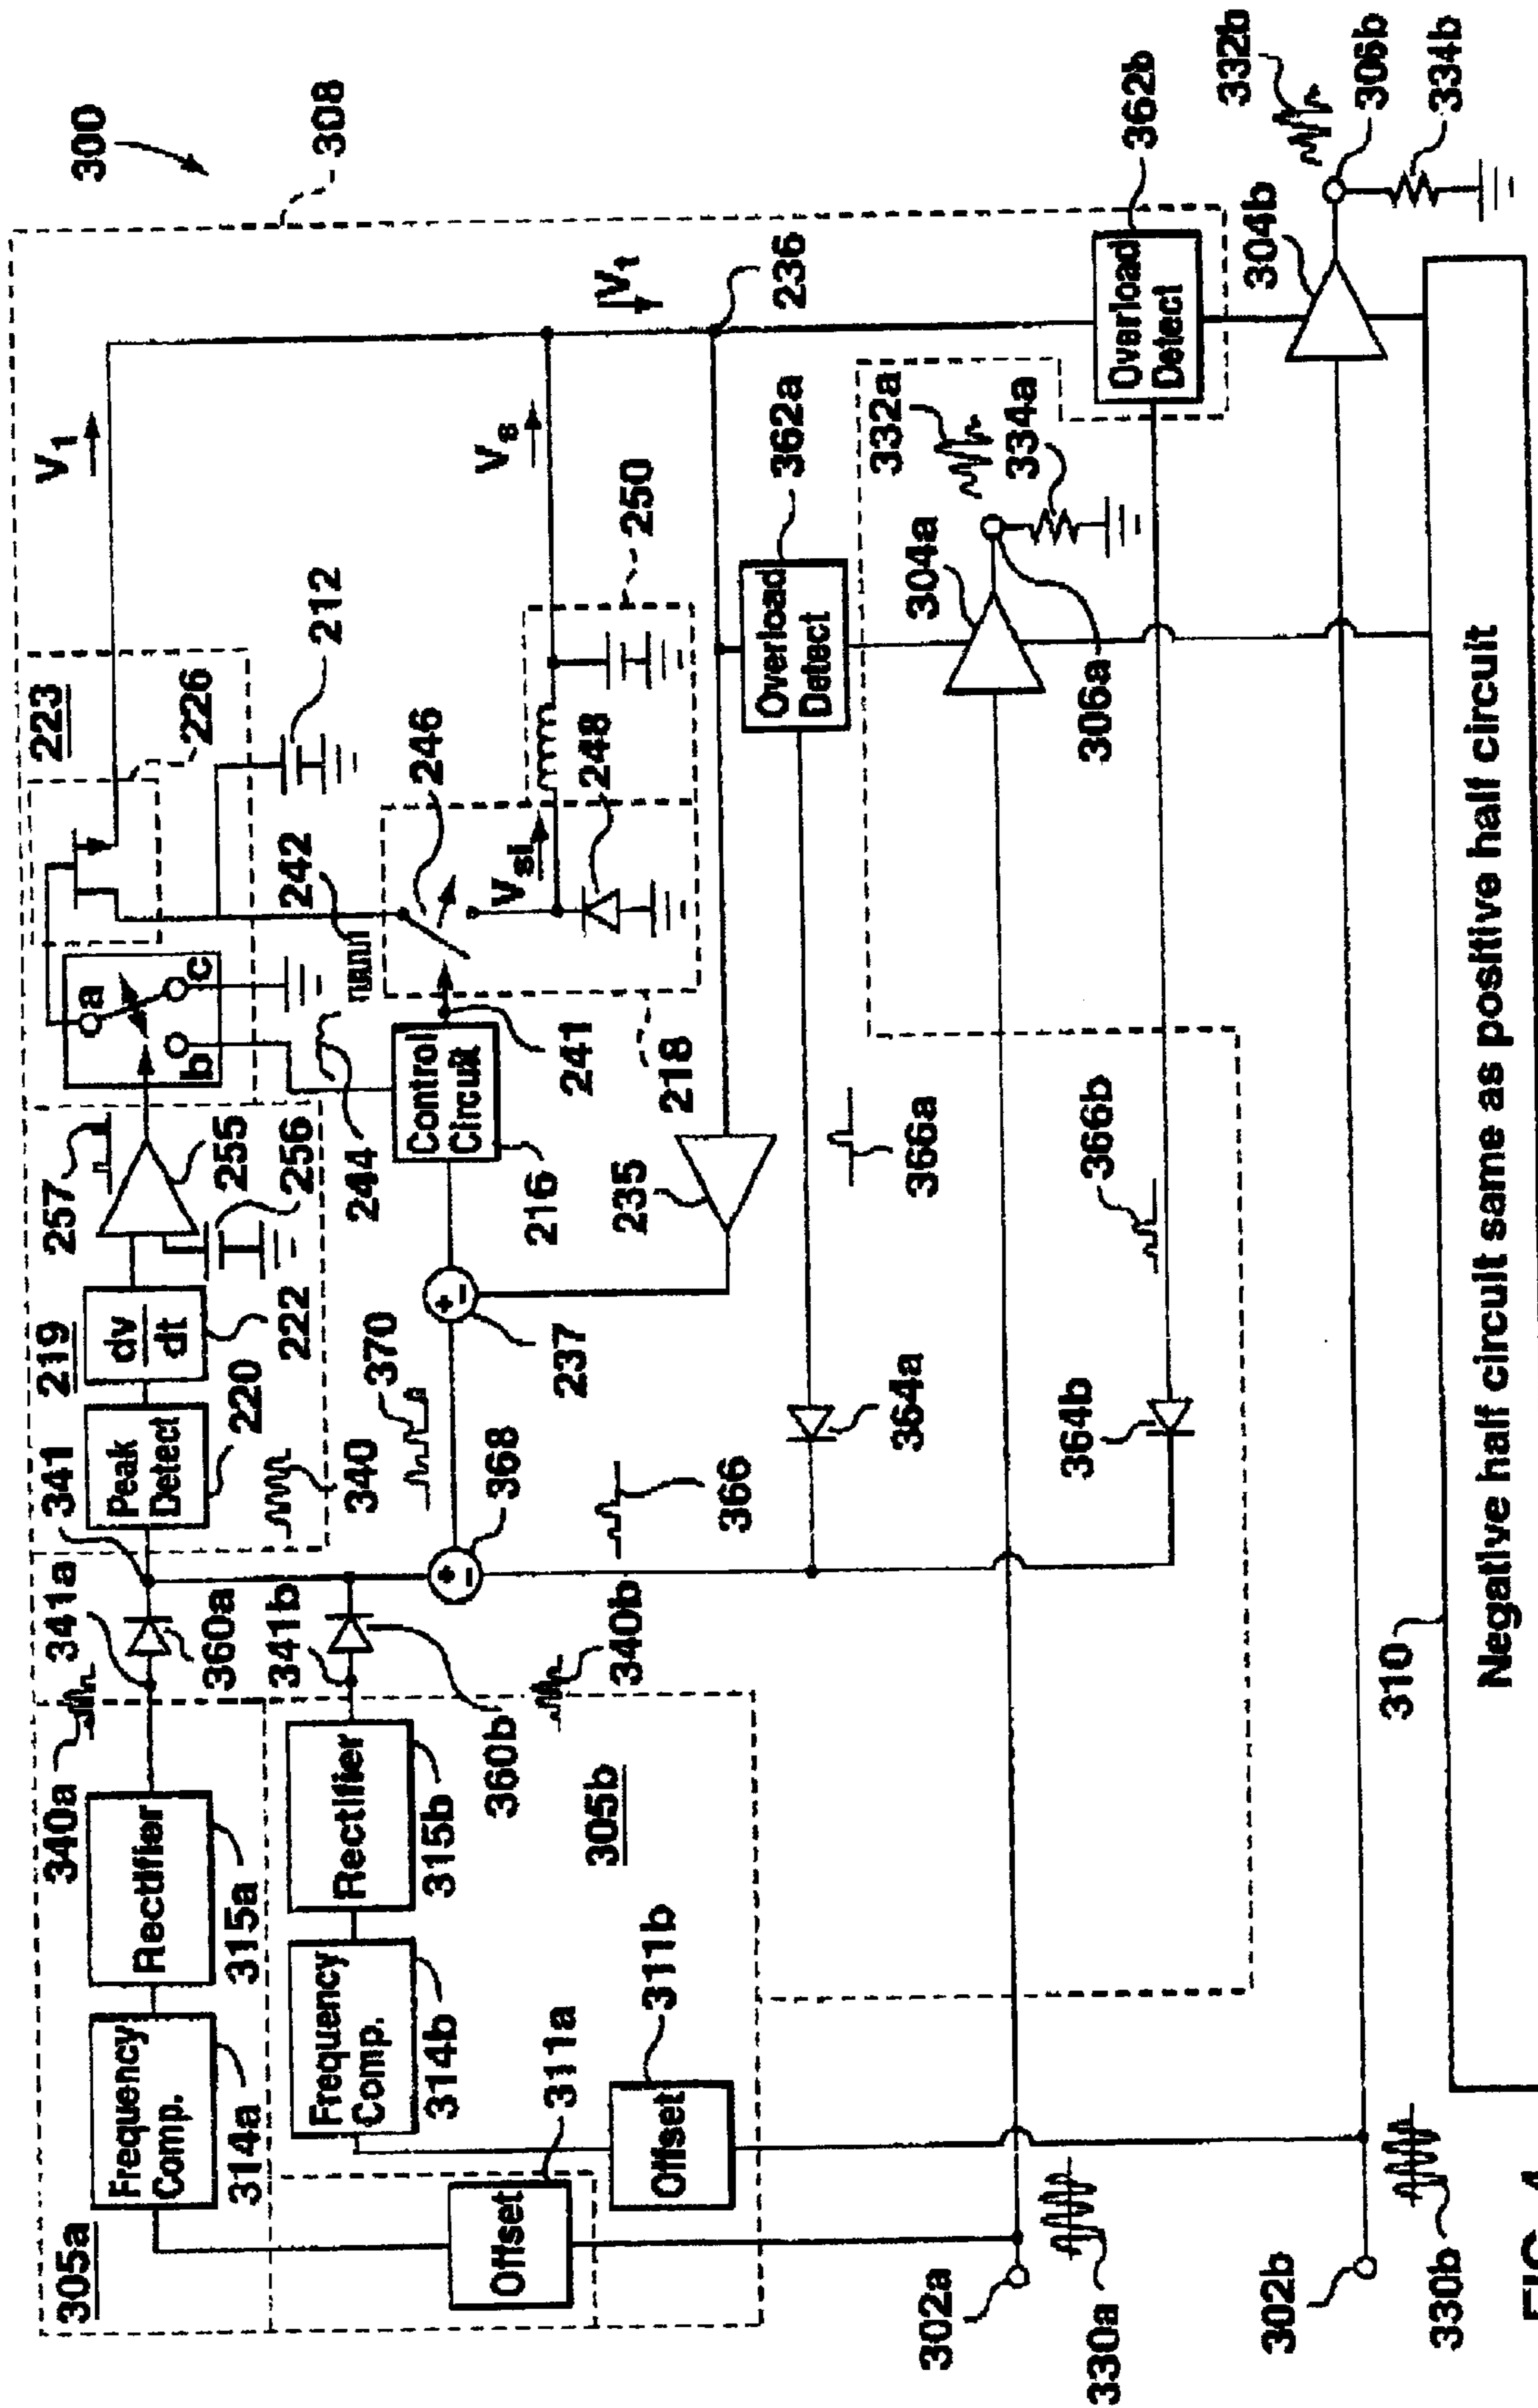 300
308
305a
Frequency
Comp.
314a
Rectifier
315a
340a
341a
360a
341
Peak
Detect
220
219
dv
dt
222
257
255
256
a
b
c
223
226
V1
212
Frequency
Comp.
314b
Rectifier
315b
341b
360b
340
370
244
242
246
Control
Circuit
241
216
218
Vsi
248
250
Vs
Vt
236
Offset
311a
Offset
311b
305b
340b
368
+
−
366
237
+
−
235
Overload
Detect
362a
364a
366a
302a
330a
304a
306a
332a
334a
364b
366b
Overload
Detect
362b
302b
330b
304b
332b
306b
334b
310
Negative half circuit same as positive half circuit